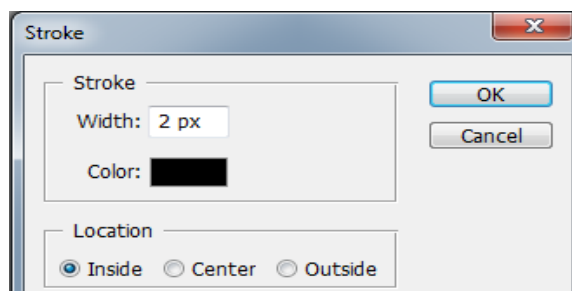 Stroke
Stroke
Width: 2 px
Color:
OK
Cancel
Location
Inside Center Outside